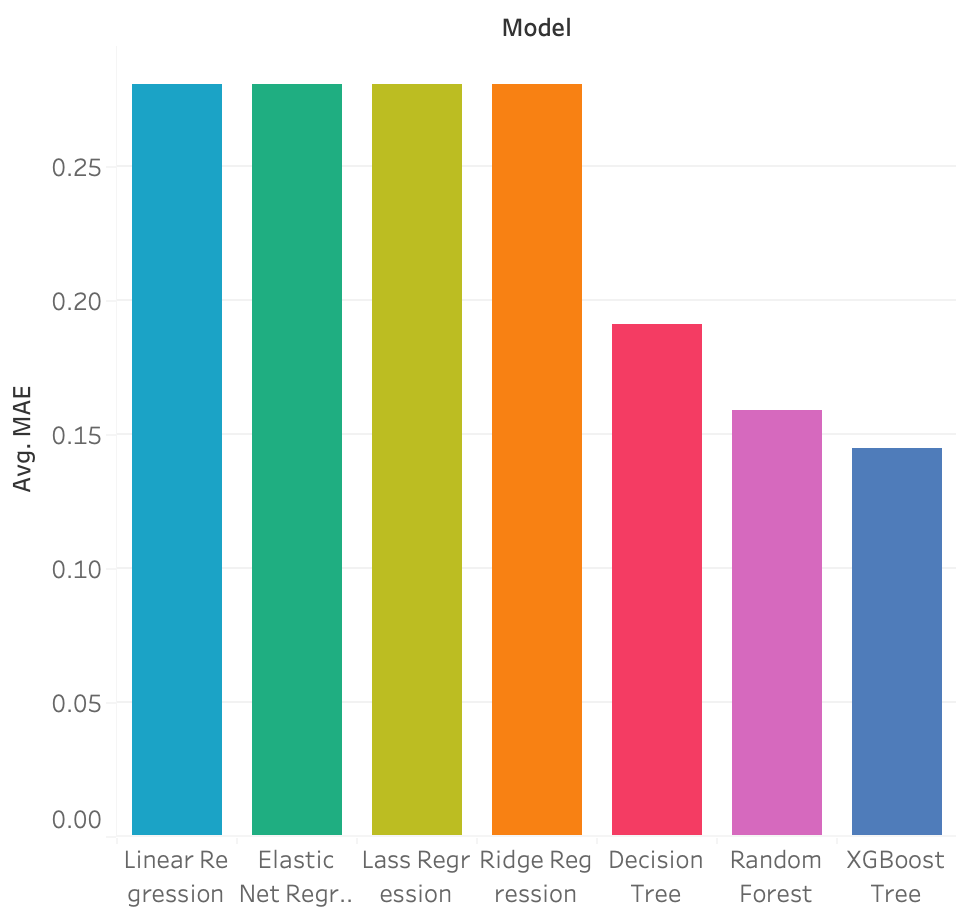 Model
Avg. MAE
0.25
0.20
0.15
0.10
0.05
0.00
Linear Re
gression
Elastic
Net Regr..
Lass Regr
ession
Ridge Reg
ression
Decision
Tree
Random
Forest
XGBoost
Tree